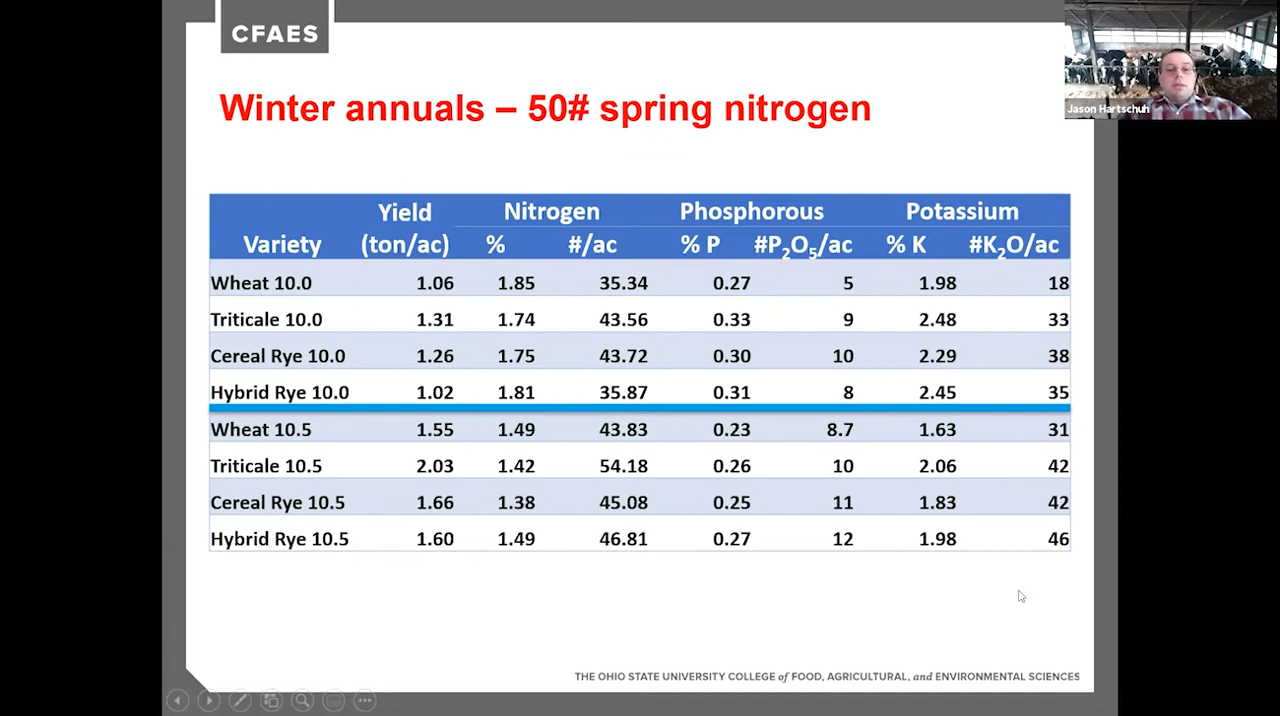 CFAES
Jason Hartschuh
Winter annuals – 50# spring nitrogen
Variety Yield (ton/ac) Nitrogen % #/ac Phosphorous % P #P₂O₅/ac Potassium % K #K₂O/ac
Wheat 10.0 1.06 1.85 35.34 0.27 5 1.98 18
Triticale 10.0 1.31 1.74 43.56 0.33 9 2.48 33
Cereal Rye 10.0 1.26 1.75 43.72 0.30 10 2.29 38
Hybrid Rye 10.0 1.02 1.81 35.87 0.31 8 2.45 35
Wheat 10.5 1.55 1.49 43.83 0.23 8.7 1.63 31
Triticale 10.5 2.03 1.42 54.18 0.26 10 2.06 42
Cereal Rye 10.5 1.66 1.38 45.08 0.25 11 1.83 42
Hybrid Rye 10.5 1.60 1.49 46.81 0.27 12 1.98 46
THE OHIO STATE UNIVERSITY COLLEGE of FOOD, AGRICULTURAL, and ENVIRONMENTAL SCIENCES